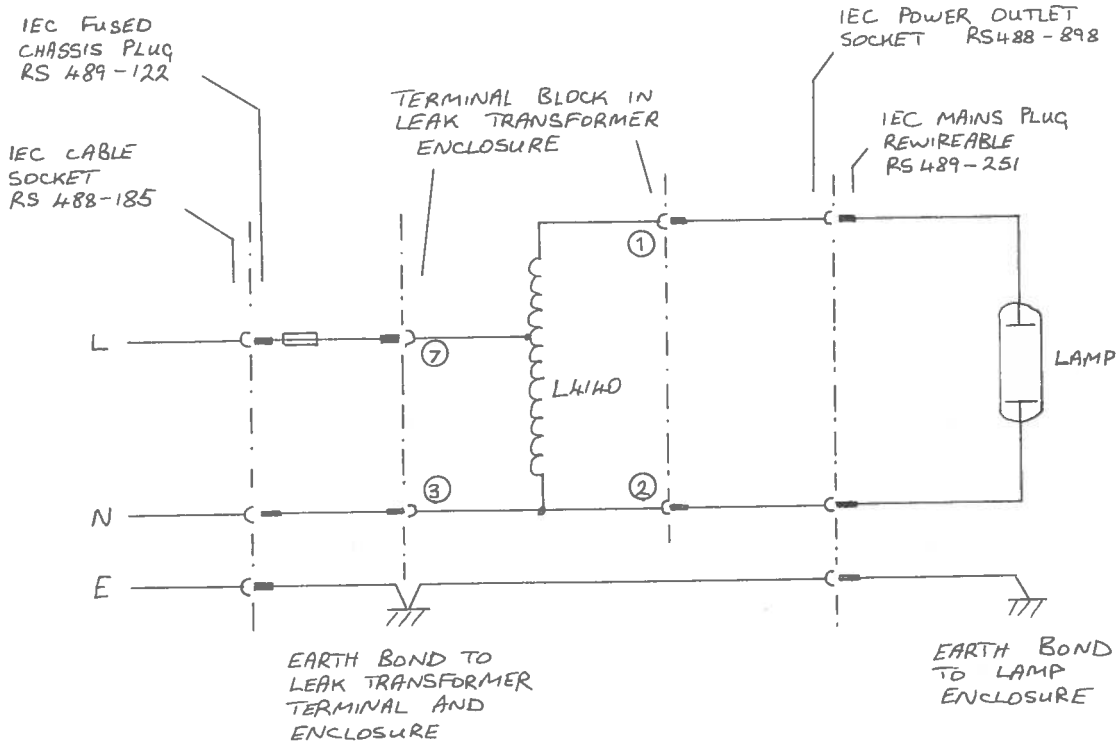 IEC FUSED
CHASSIS PLUG
RS 489-122
IEC CABLE
SOCKET
RS 488-185
TERMINAL BLOCK IN
LEAK TRANSFORMER
ENCLOSURE
IEC POWER OUTLET
SOCKET RS488-898
IEC MAINS PLUG
REWIREABLE
RS 489-251
1
L
7
L4140
LAMP
3
2
N
E
EARTH BOND TO
LEAK TRANSFORMER
TERMINAL AND
ENCLOSURE
EARTH BOND
TO LAMP
ENCLOSURE